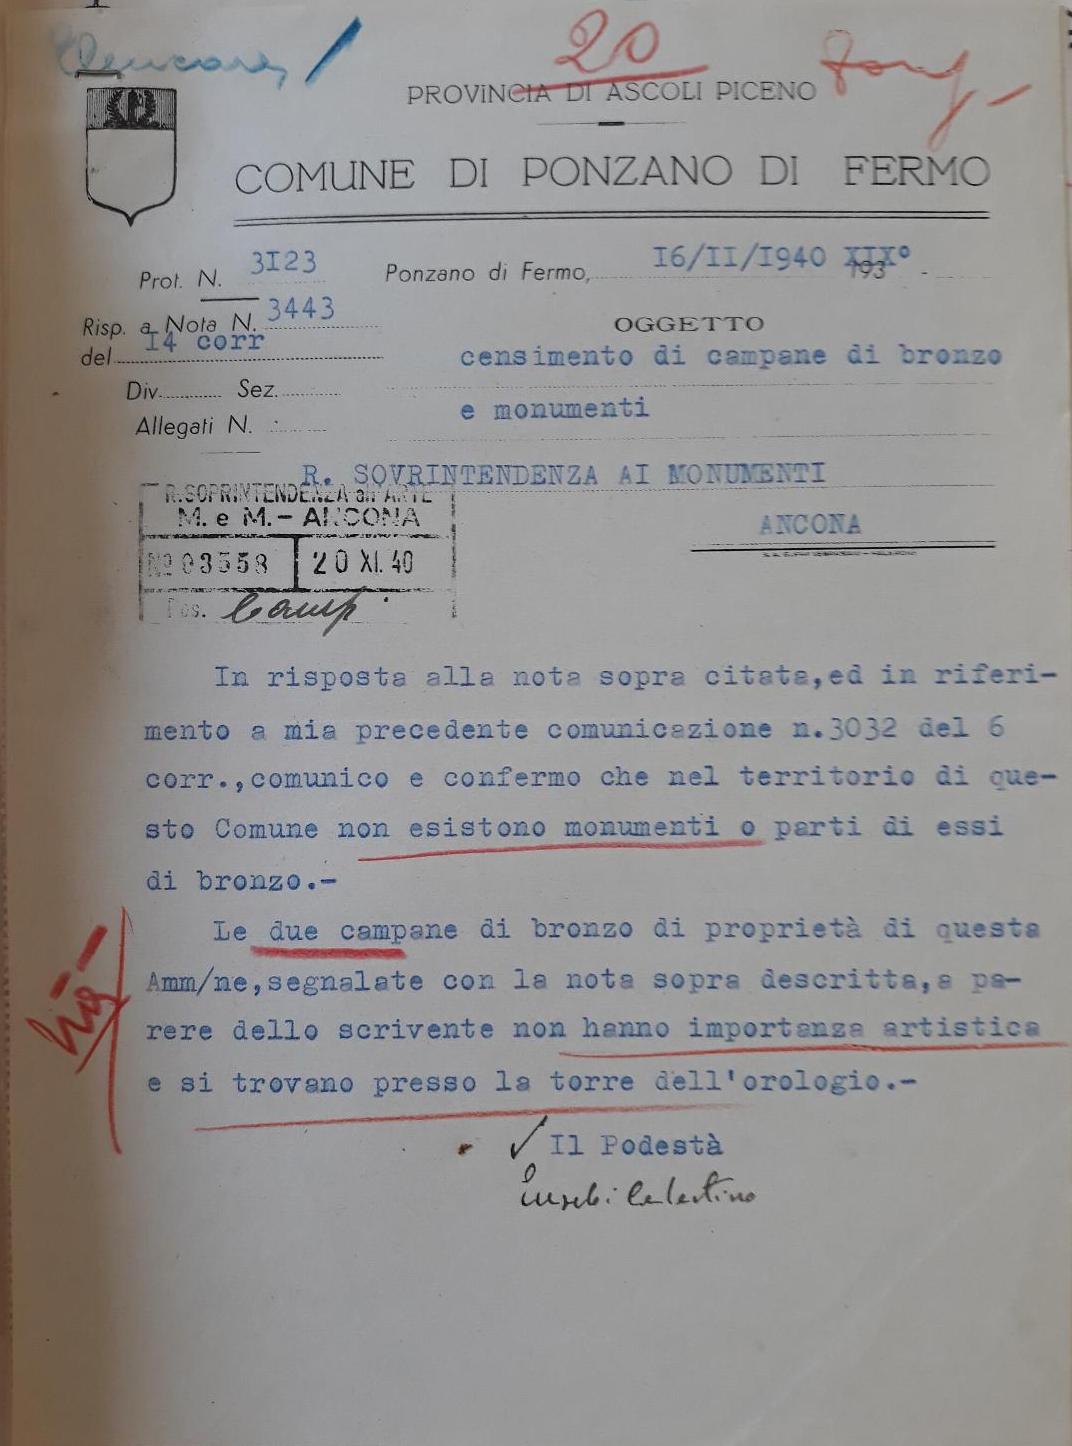 20
PROVINCIA DI ASCOLI PICENO
COMUNE DI PONZANO DI FERMO
Prot. N. 3I23
Ponzano di Fermo, I6/II/I940 XIX° 193
Risp. a Nota N. 3443
del I4 corr
OGGETTO
censimento di campane di bronzo
Div. Sez.
e monumenti
Allegati N.
R. SOVRINTENDENZA AI MONUMENTI
ANCONA
R. SOPRINTENDENZA all'ARTE
M. e M. - ANCONA
No 03558 20 XI. 40
Pos. Camp
In risposta alla nota sopra citata,ed in riferi-
mento a mia precedente comunicazione n.3032 del 6
corr.,comunico e confermo che nel territorio di que-
sto Comune non esistono monumenti o parti di essi
di bronzo.-
Le due campane di bronzo di proprietà di questa
Amm/ne,segnalate con la nota sopra descritta,a pa-
rere dello scrivente non hanno importanza artistica
e si trovano presso la torre dell'orologio.-
Il Podestà
Eusebi Celestino